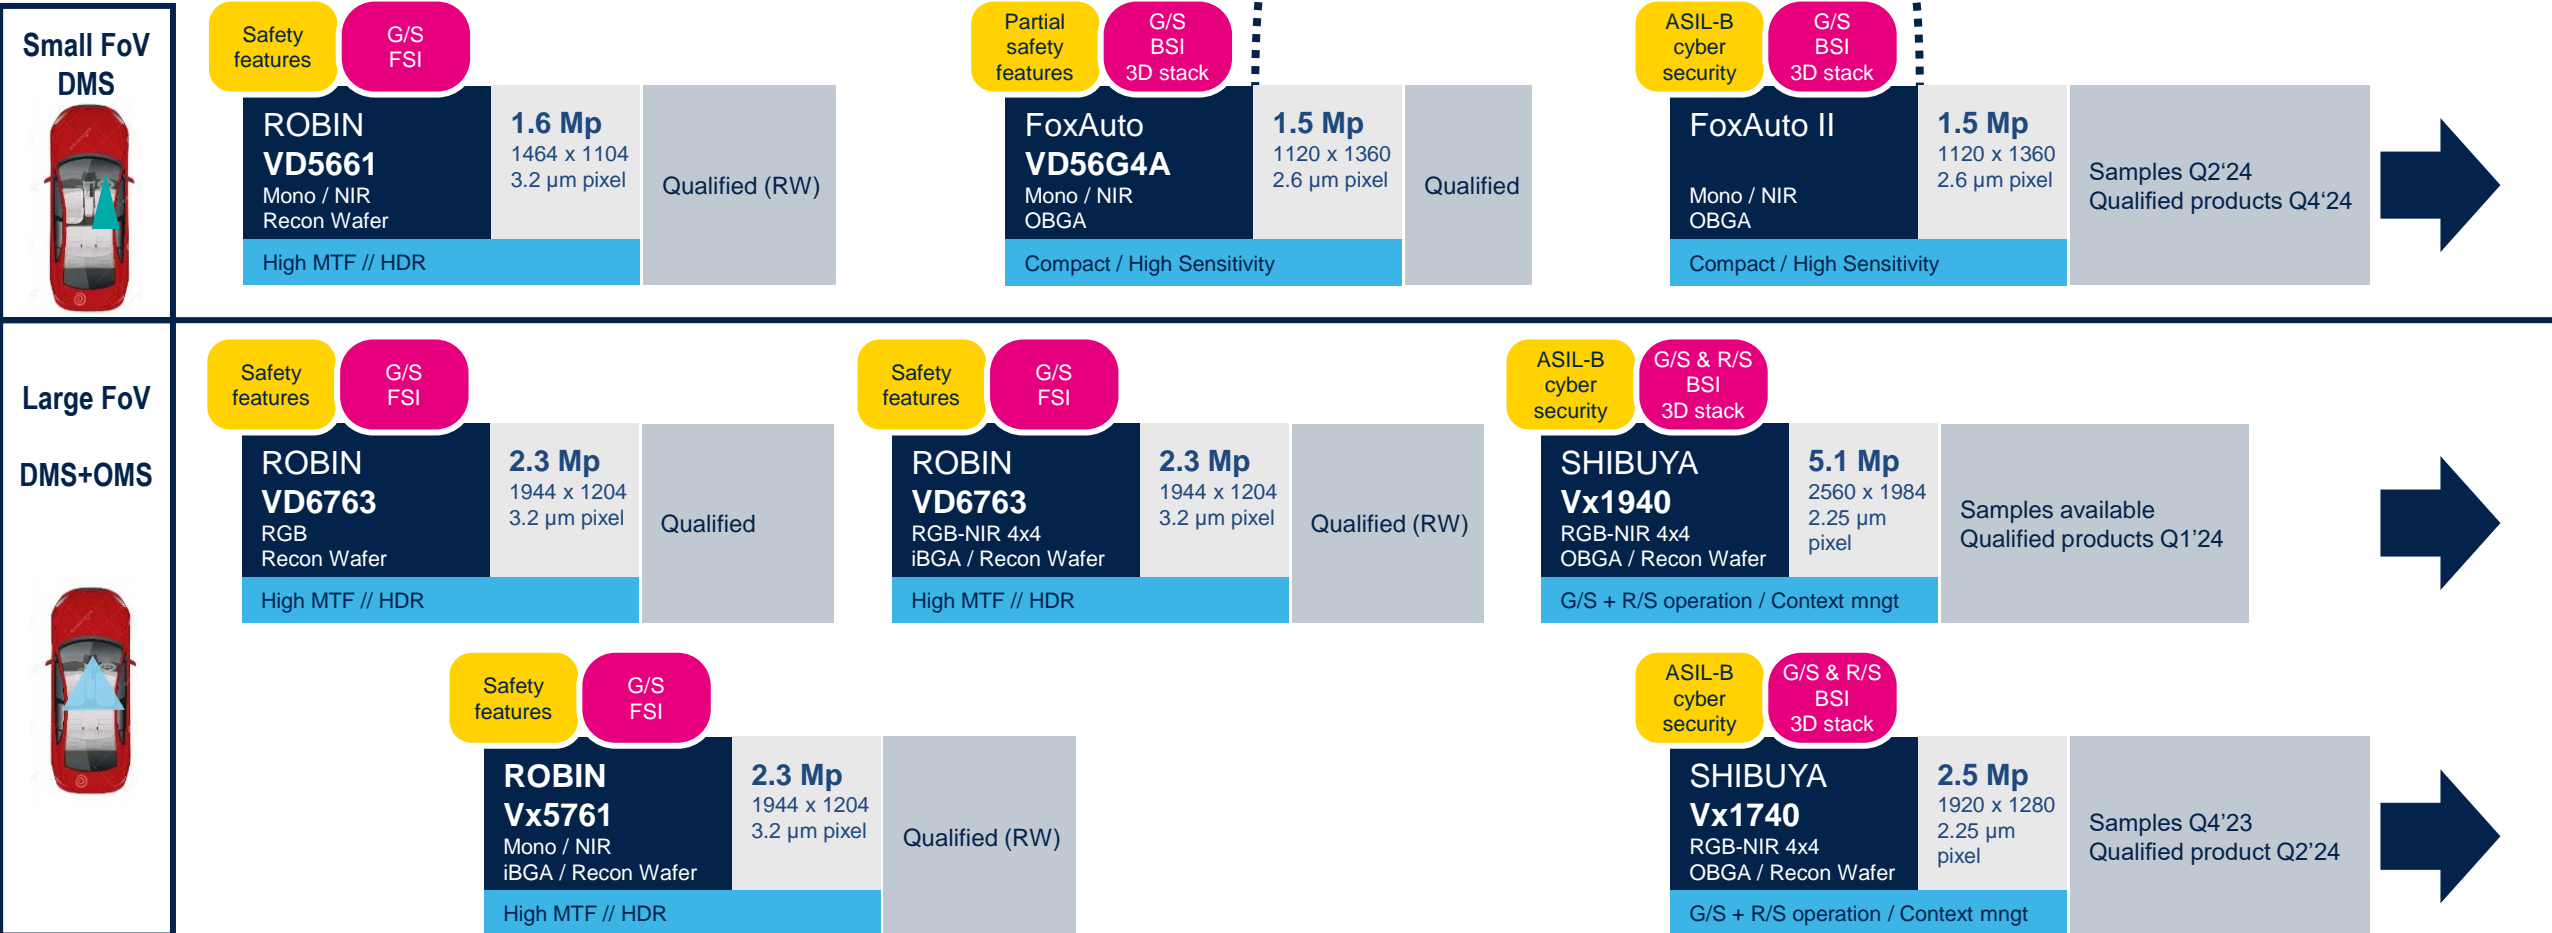 Small FoV
DMS
Safety
features
G/S
FSI
ROBIN
VD5661
Mono / NIR
Recon Wafer
1.6 Mp
1464 x 1104
3.2 µm pixel
Qualified (RW)
High MTF // HDR
Partial
safety
features
G/S
BSI
3D stack
FoxAuto
VD56G4A
Mono / NIR
OBGA
1.5 Mp
1120 x 1360
2.6 µm pixel
Qualified
Compact / High Sensitivity
ASIL-B
cyber
security
G/S
BSI
3D stack
FoxAuto II
Mono / NIR
OBGA
1.5 Mp
1120 x 1360
2.6 µm pixel
Samples Q2‘24
Qualified products Q4‘24
Compact / High Sensitivity
Large FoV
DMS+OMS
Safety
features
G/S
FSI
ROBIN
VD6763
RGB
Recon Wafer
2.3 Mp
1944 x 1204
3.2 µm pixel
Qualified
High MTF // HDR
Safety
features
G/S
FSI
ROBIN
VD6763
RGB-NIR 4x4
iBGA / Recon Wafer
2.3 Mp
1944 x 1204
3.2 µm pixel
Qualified (RW)
High MTF // HDR
ASIL-B
cyber
security
G/S & R/S
BSI
3D stack
SHIBUYA
Vx1940
RGB-NIR 4x4
OBGA / Recon Wafer
5.1 Mp
2560 x 1984
2.25 µm
pixel
Samples available
Qualified products Q1’24
G/S + R/S operation / Context mngt
Safety
features
G/S
FSI
ROBIN
Vx5761
Mono / NIR
iBGA / Recon Wafer
2.3 Mp
1944 x 1204
3.2 µm pixel
Qualified (RW)
High MTF // HDR
ASIL-B
cyber
security
G/S & R/S
BSI
3D stack
SHIBUYA
Vx1740
RGB-NIR 4x4
OBGA / Recon Wafer
2.5 Mp
1920 x 1280
2.25 µm
pixel
Samples Q4’23
Qualified product Q2’24
G/S + R/S operation / Context mngt